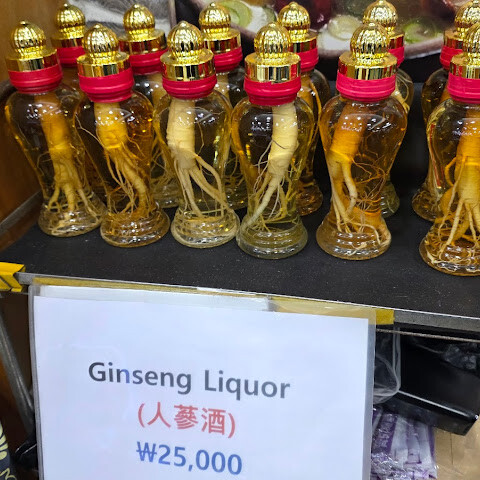 Ginseng Liquor
(人蔘酒)
₩25,000